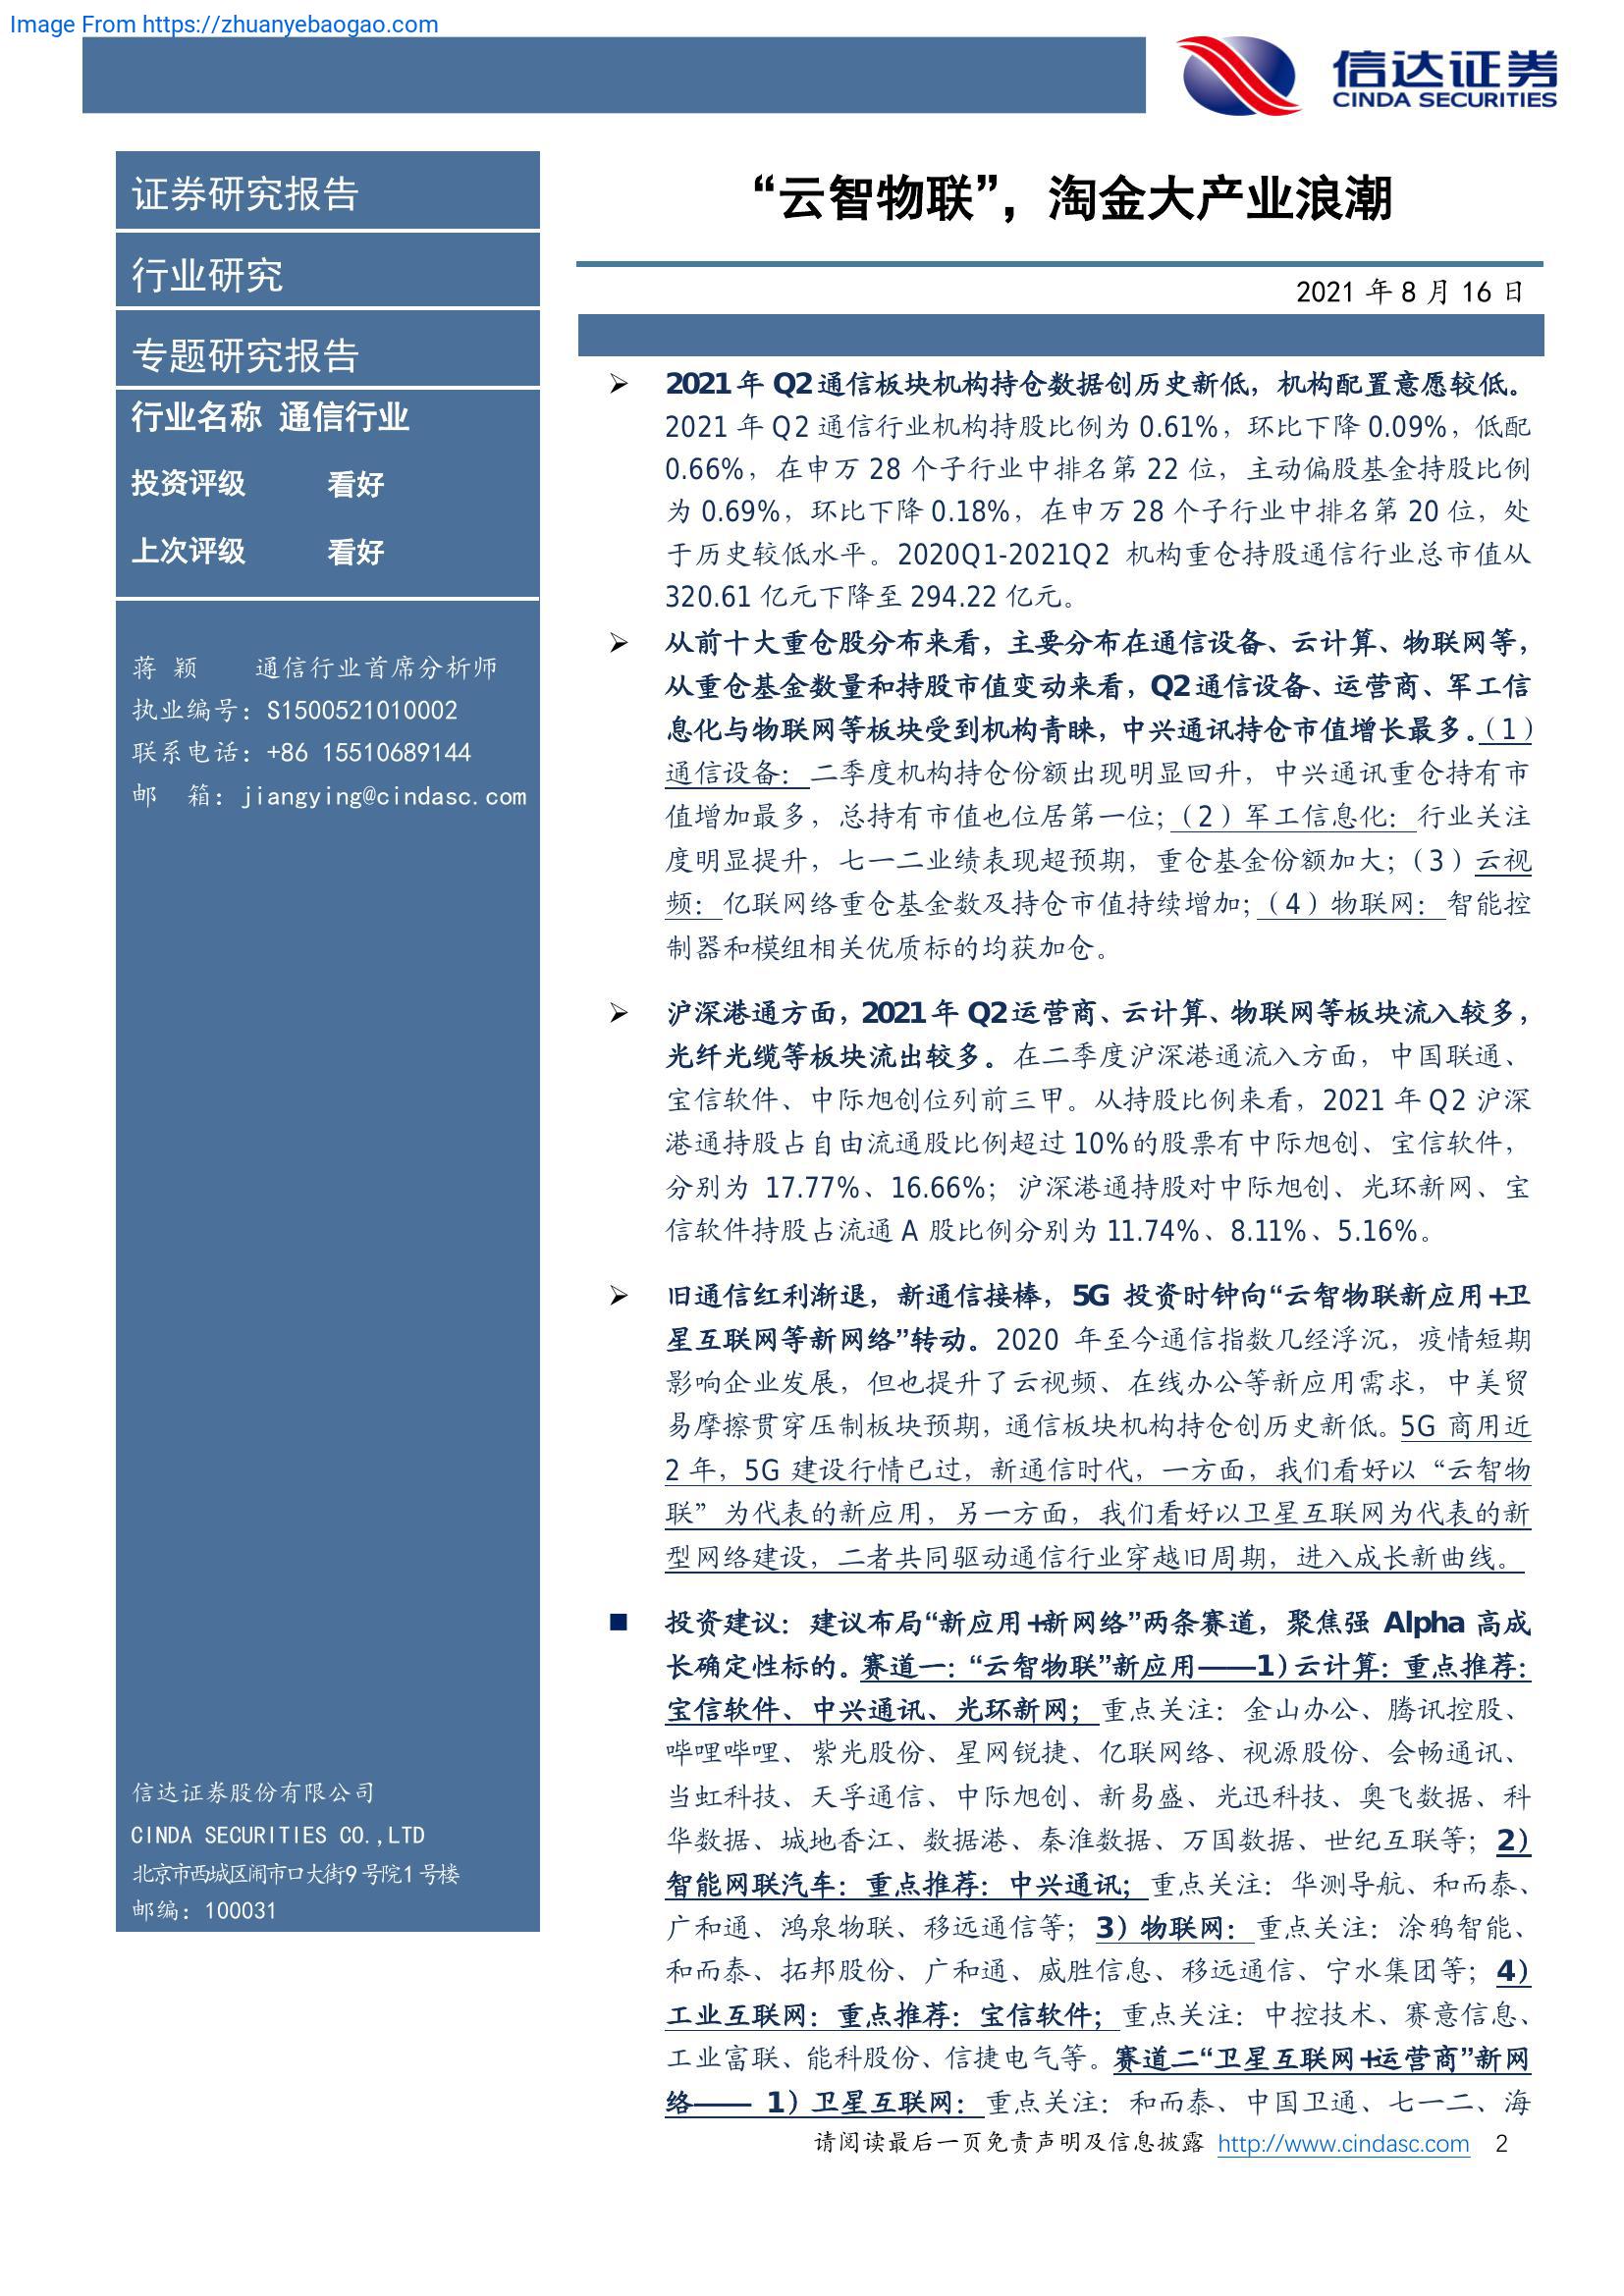 Image From https://zhuanyebaogao.com
信达证券
CINDA SECURITIES
证券研究报告
行业研究
专题研究报告
行业名称 通信行业
投资评级 看好
上次评级 看好
蒋 颖 通信行业首席分析师
执业编号：S1500521010002
联系电话：+86 15510689144
邮 箱：jiangying@cindasc.com
信达证券股份有限公司
CINDA SECURITIES CO.,LTD
北京市西城区闹市口大街9号院1号楼
邮编：100031
“云智物联”，淘金大产业浪潮
2021 年 8 月 16 日
➢ 2021 年 Q2 通信板块机构持仓数据创历史新低，机构配置意愿较低。
2021 年 Q2 通信行业机构持股比例为 0.61%，环比下降 0.09%，低配
0.66%，在申万 28 个子行业中排名第 22 位，主动偏股基金持股比例
为 0.69%，环比下降 0.18%，在申万 28 个子行业中排名第 20 位，处
于历史较低水平。2020Q1-2021Q2 机构重仓持股通信行业总市值从
320.61 亿元下降至 294.22 亿元。
➢ 从前十大重仓股分布来看，主要分布在通信设备、云计算、物联网等，
从重仓基金数量和持股市值变动来看，Q2 通信设备、运营商、军工信
息化与物联网等板块受到机构青睐，中兴通讯持仓市值增长最多。（1）
通信设备：二季度机构持仓份额出现明显回升，中兴通讯重仓持有市
值增加最多，总持有市值也位居第一位；（2）军工信息化：行业关注
度明显提升，七一二业绩表现超预期，重仓基金份额加大；（3）云视
频：亿联网络重仓基金数及持仓市值持续增加；（4）物联网：智能控
制器和模组相关优质标的均获加仓。
➢ 沪深港通方面，2021 年 Q2 运营商、云计算、物联网等板块流入较多，
光纤光缆等板块流出较多。在二季度沪深港通流入方面，中国联通、
宝信软件、中际旭创位列前三甲。从持股比例来看，2021 年 Q2 沪深
港通持股占自由流通股比例超过 10%的股票有中际旭创、宝信软件，
分别为 17.77%、16.66%；沪深港通持股对中际旭创、光环新网、宝
信软件持股占流通 A 股比例分别为 11.74%、8.11%、5.16%。
➢ 旧通信红利渐退，新通信接棒，5G 投资时钟向“云智物联新应用+卫
星互联网等新网络”转动。2020 年至今通信指数几经浮沉，疫情短期
影响企业发展，但也提升了云视频、在线办公等新应用需求，中美贸
易摩擦贯穿压制板块预期，通信板块机构持仓创历史新低。5G 商用近
2 年，5G 建设行情已过，新通信时代，一方面，我们看好以“云智物
联”为代表的新应用，另一方面，我们看好以卫星互联网为代表的新
型网络建设，二者共同驱动通信行业穿越旧周期，进入成长新曲线。
■ 投资建议：建议布局“新应用+新网络”两条赛道，聚焦强 Alpha 高成
长确定性标的。赛道一：“云智物联”新应用——1）云计算：重点推荐：
宝信软件、中兴通讯、光环新网；重点关注：金山办公、腾讯控股、
哔哩哔哩、紫光股份、星网锐捷、亿联网络、视源股份、会畅通讯、
当虹科技、天孚通信、中际旭创、新易盛、光迅科技、奥飞数据、科
华数据、城地香江、数据港、秦淮数据、万国数据、世纪互联等；2）
智能网联汽车：重点推荐：中兴通讯；重点关注：华测导航、和而泰、
广和通、鸿泉物联、移远通信等；3）物联网：重点关注：涂鸦智能、
和而泰、拓邦股份、广和通、威胜信息、移远通信、宁水集团等；4）
工业互联网：重点推荐：宝信软件；重点关注：中控技术、赛意信息、
工业富联、能科股份、信捷电气等。赛道二“卫星互联网+运营商”新网
络—— 1）卫星互联网：重点关注：和而泰、中国卫通、七一二、海
请阅读最后一页免责声明及信息披露 http://www.cindasc.com 2